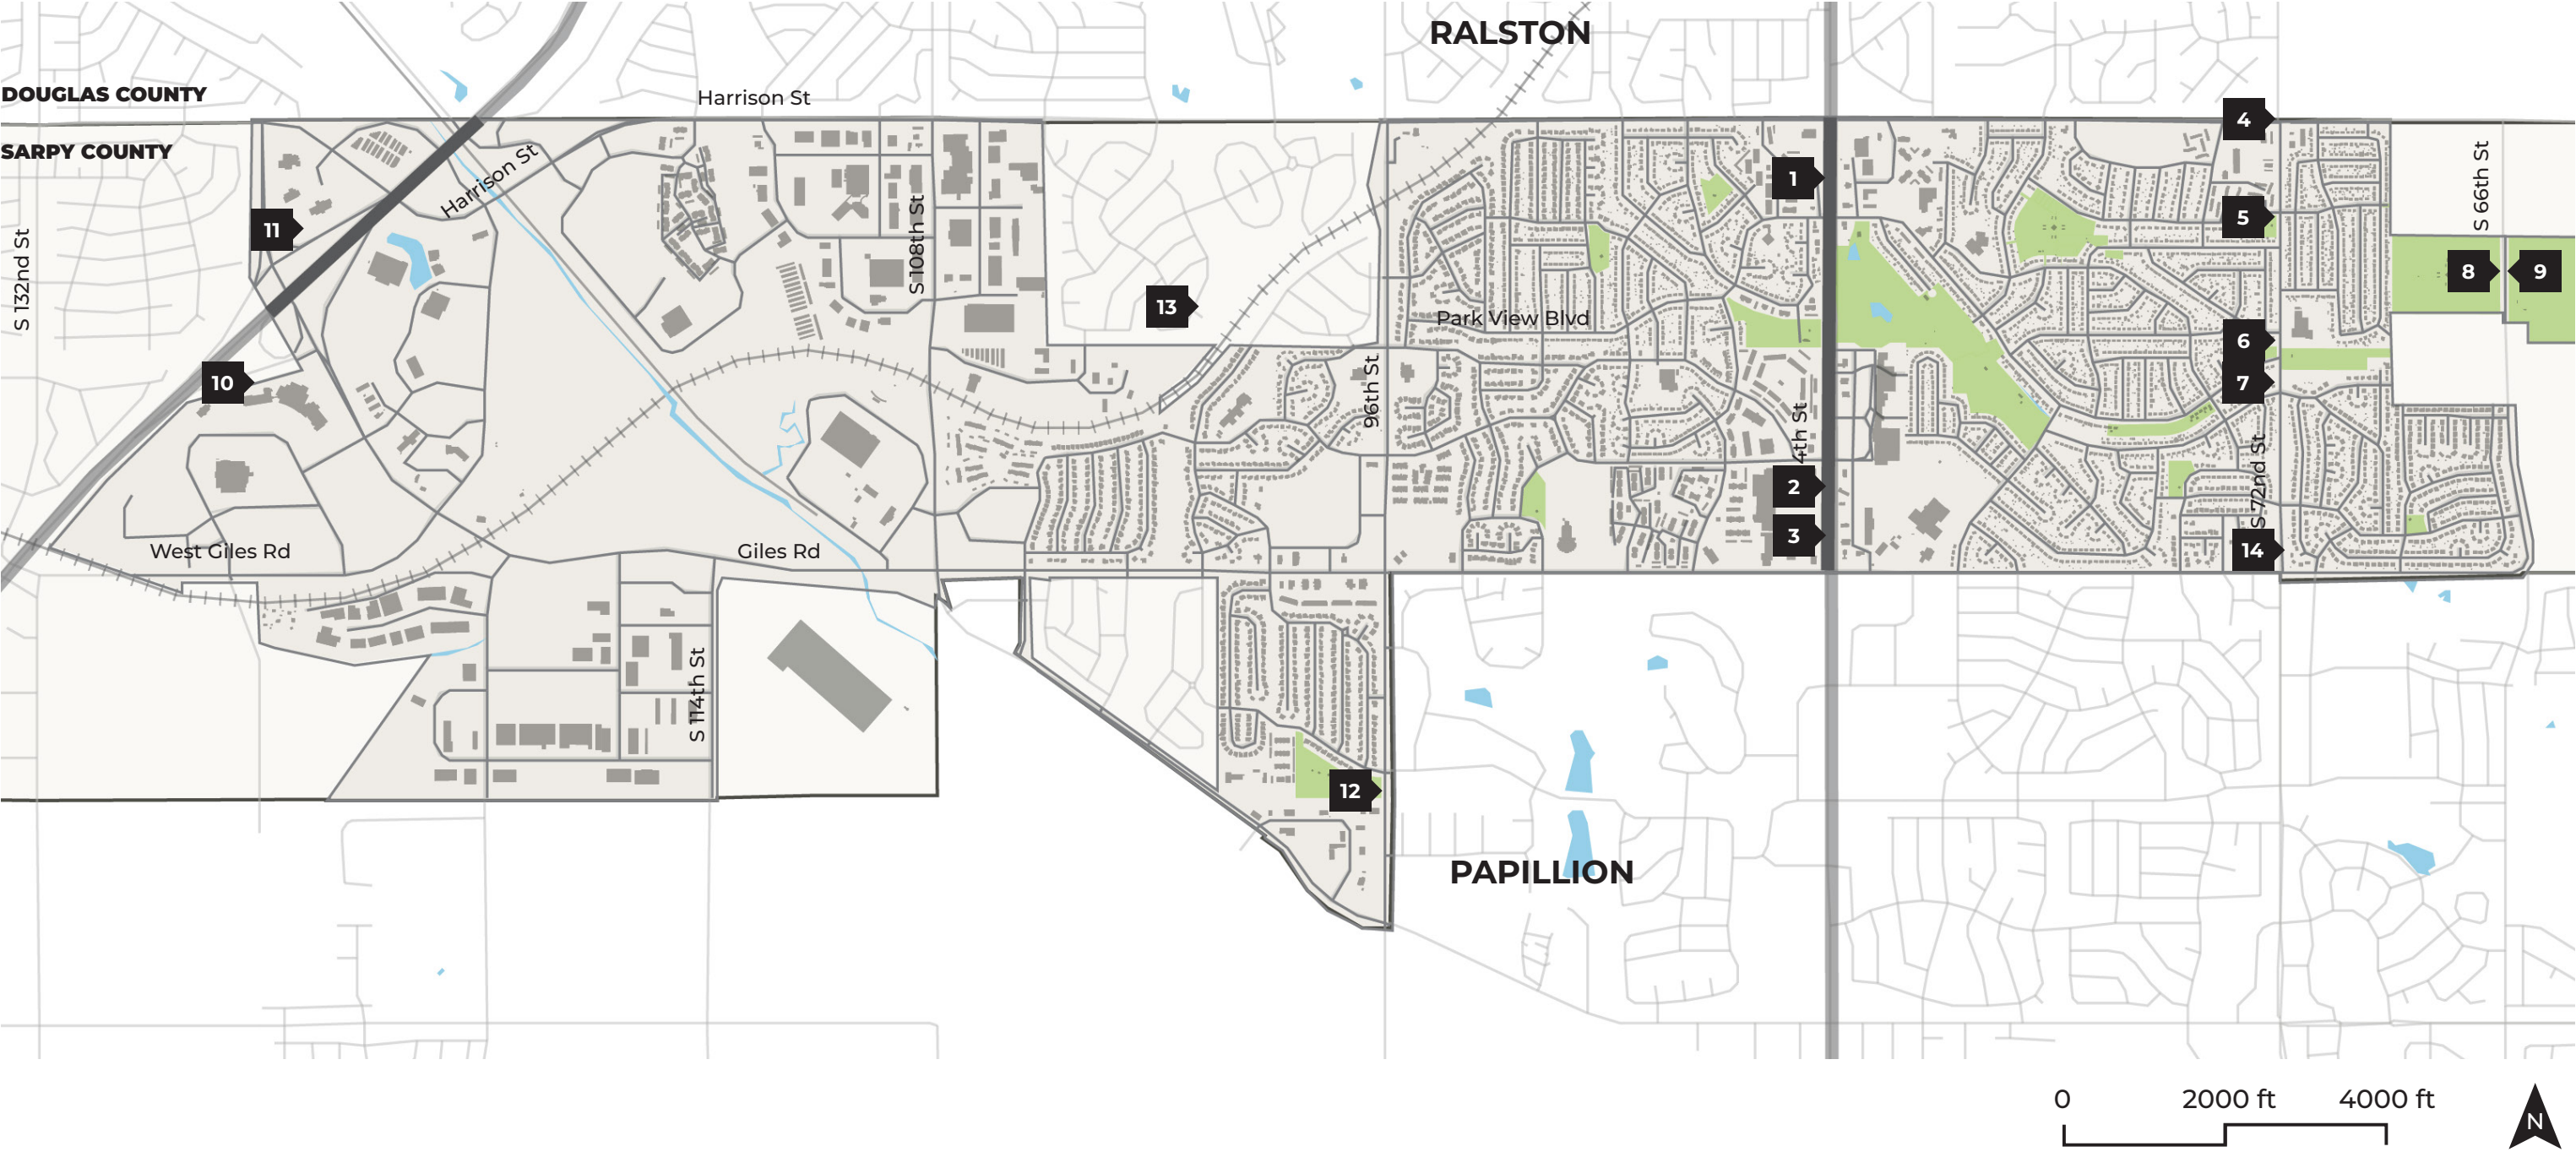 RALSTON
DOUGLAS COUNTY
Harrison St
4
SARPY COUNTY
Harrison St
1
S 66th St
5
11
S 132nd St
S 108th St
8
9
13
Park View Blvd
6
10
7
96th St
4th St
2
S 72nd St
3
West Giles Rd
Giles Rd
14
S 114th St
12
PAPILLION
0
2000 ft
4000 ft
N